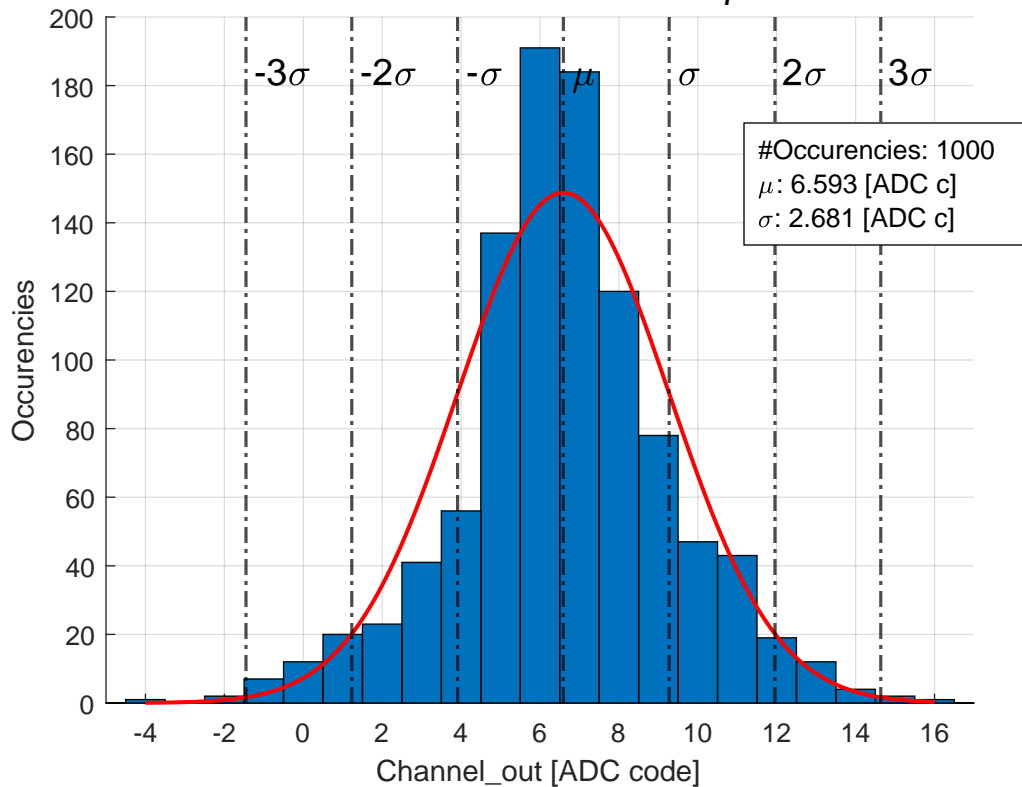 -3σ -2σ -σ μ σ 2σ 3σ
#Occurencies: 1000
μ: 6.593 [ADC c]
σ: 2.681 [ADC c]
200
180
160
140
120
100
80
60
40
20
0
Occurencies
-4 -2 0 2 4 6 8 10 12 14 16
Channel_out [ADC code]